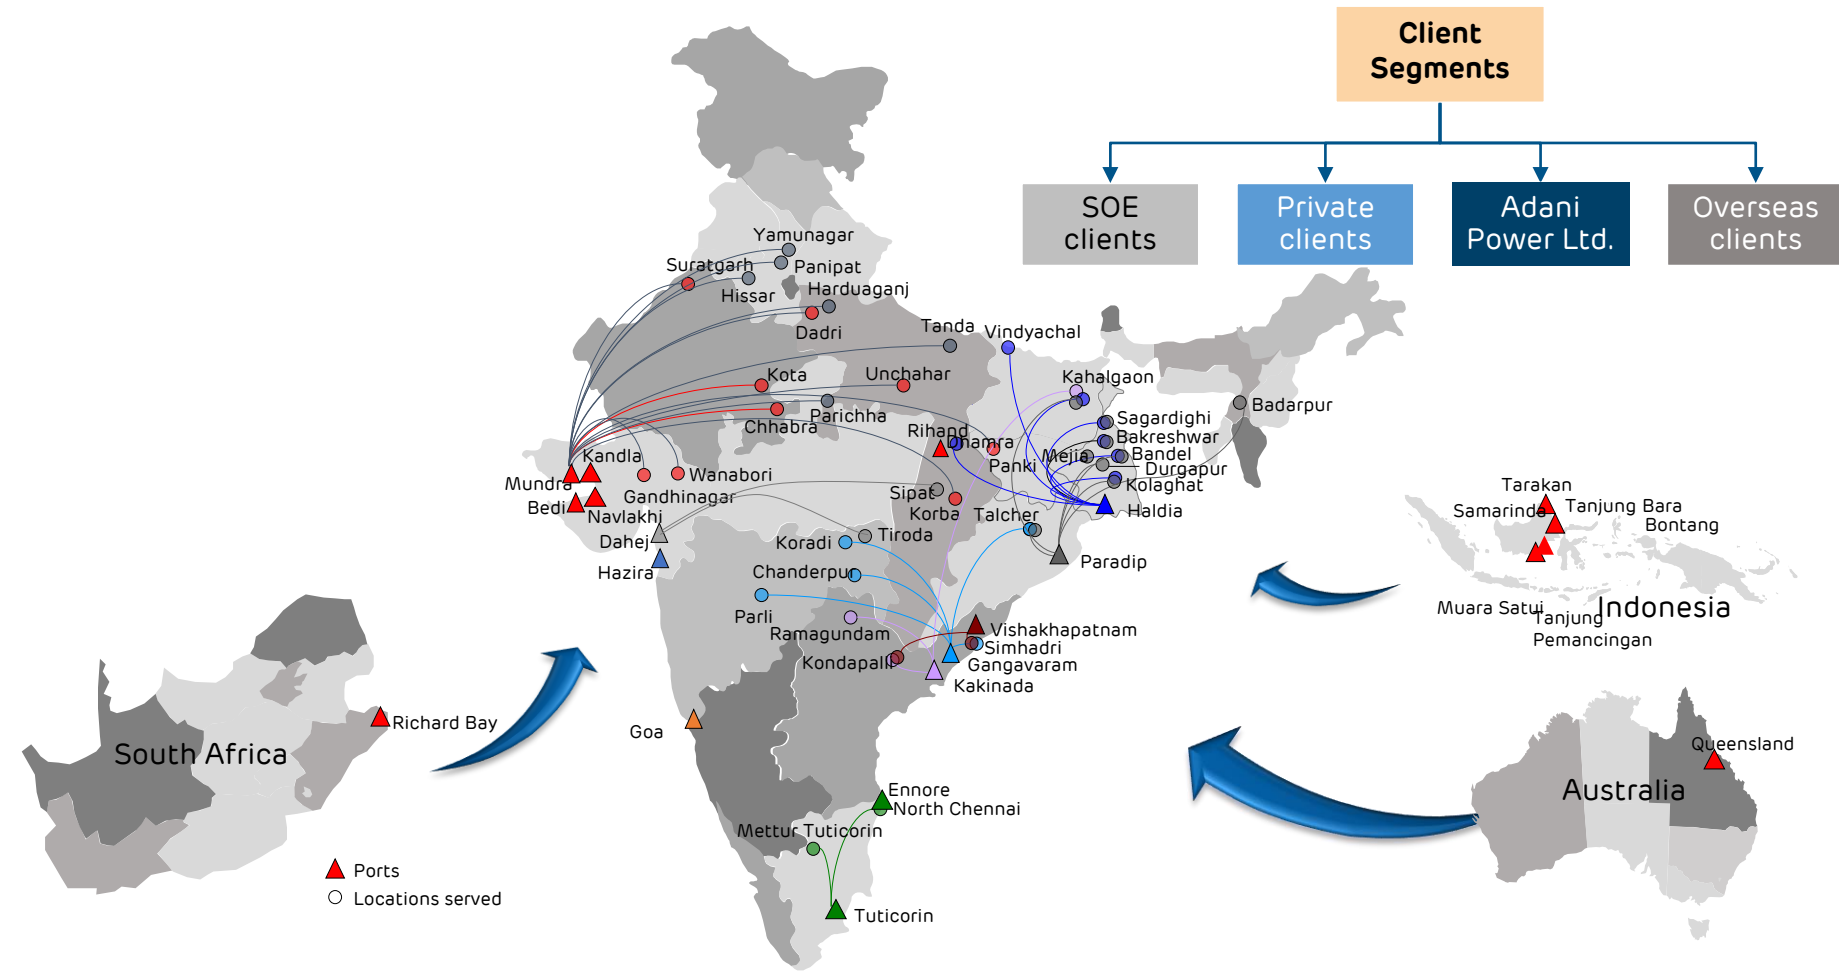 Client
Segments
SOE
clients
Private
clients
Adani
Power Ltd.
Overseas
clients
Yamunagar
Suratgarh
Panipat
Hissar
Harduaganj
Dadri
Tanda
Vindyachal
Kota
Unchahar
Kahalgaon
Parichha
Chhabra
Badarpur
Sagardighi
Rihand
Dhamra
Bakreshwar
Mejia
Bandel
Panki
Durgapur
Kandla
Wanabori
Mundra
Kolaghat
Gandhinagar
Sipat
Bedi
Navlakhi
Korba
Talcher
Haldia
Dahej
Koradi
Tiroda
Hazira
Chanderpur
Paradip
Parli
Ramagundam
Vishakhapatnam
Simhadri
Kondapalli
Gangavaram
Kakinada
Goa
Ennore
North Chennai
Mettur Tuticorin
Tuticorin
Tarakan
Samarinda
Tanjung Bara
Bontang
Muara Satui
Indonesia
Tanjung
Pemancingan
Richard Bay
South Africa
Queensland
Australia
Ports
Locations served